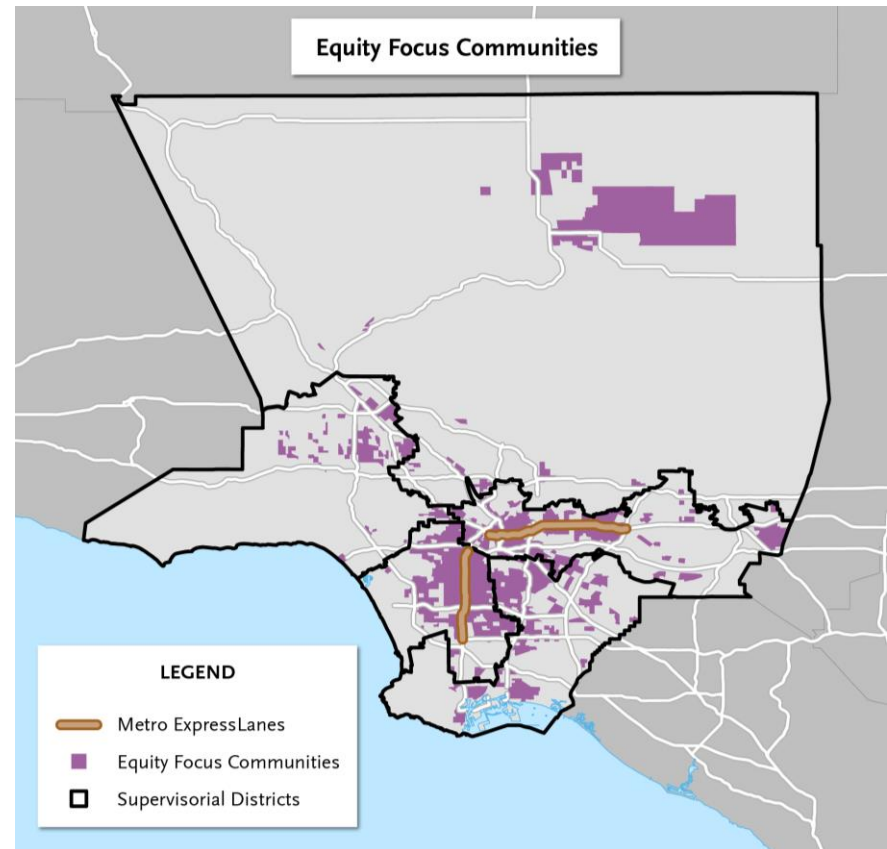 Equity Focus Communities
LEGEND
Metro ExpressLanes
Equity Focus Communities
Supervisorial Districts